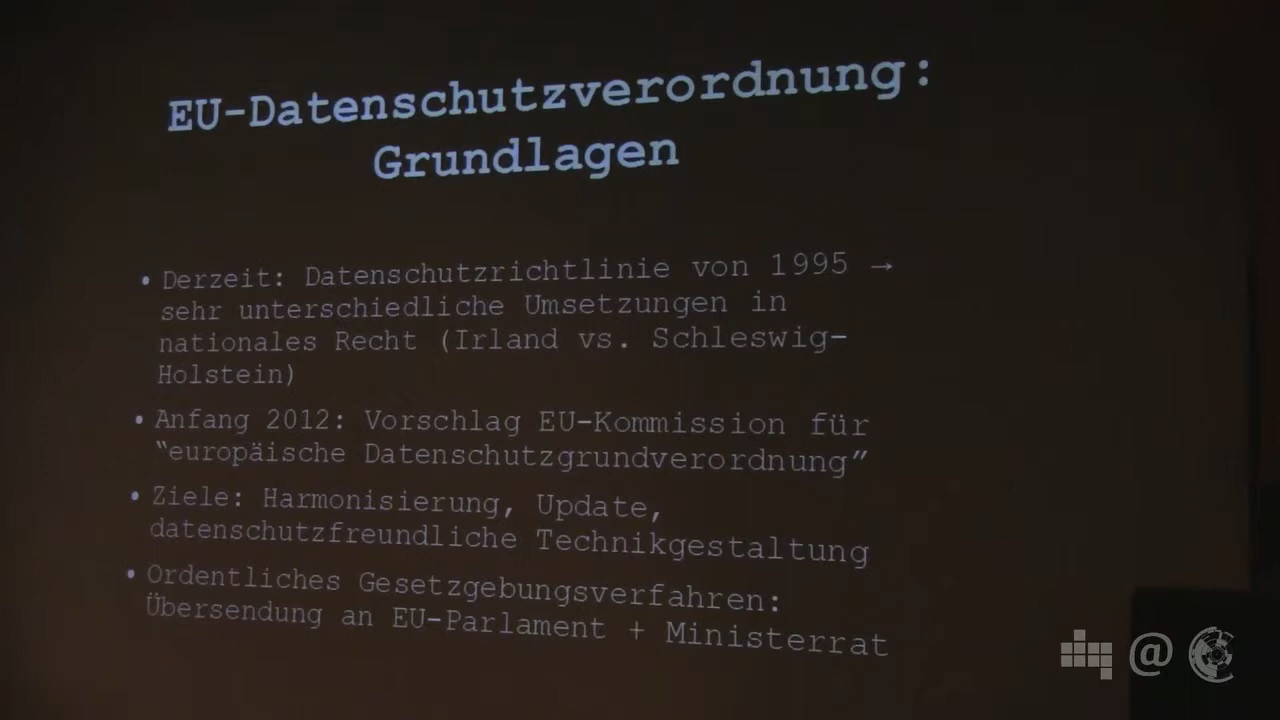 EU-Datenschutzverordnung:
Grundlagen
• Derzeit: Datenschutzrichtlinie von 1995 →
sehr unterschiedliche Umsetzungen in
nationales Recht (Irland vs. Schleswig-
Holstein)
• Anfang 2012: Vorschlag EU-Kommission für
“europäische Datenschutzgrundverordnung”
• Ziele: Harmonisierung, Update,
datenschutzfreundliche Technikgestaltung
• Ordentliches Gesetzgebungsverfahren:
Übersendung an EU-Parlament + Ministerrat
@